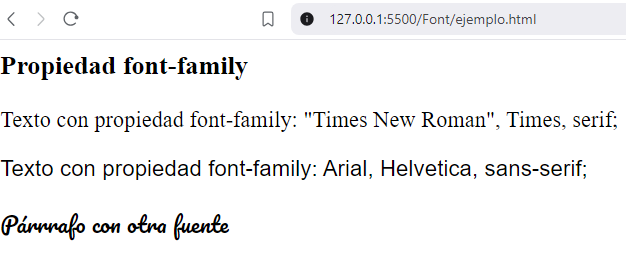 127.0.0.1:5500/Font/ejemplo.html
Propiedad font-family
Texto con propiedad font-family: "Times New Roman", Times, serif;
Texto con propiedad font-family: Arial, Helvetica, sans-serif;
Párrrafo con otra fuente